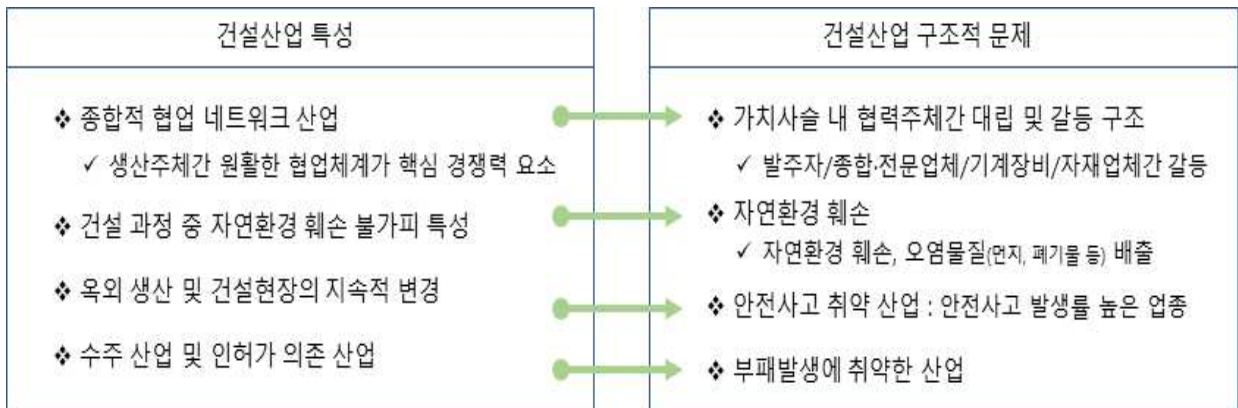 건설산업 특성
❖ 종합적 협업 네트워크 산업
✓ 생산주체간 원활한 협업체계가 핵심 경쟁력 요소
❖ 건설 과정 중 자연환경 훼손 불가피 특성
❖ 옥외 생산 및 건설현장의 지속적 변경
❖ 수주 산업 및 인허가 의존 산업
건설산업 구조적 문제
❖ 가치사슬 내 협력주체간 대립 및 갈등 구조
✓ 발주자/종합·전문업체/기계장비/자재업체간 갈등
❖ 자연환경 훼손
✓ 자연환경 훼손, 오염물질(먼지, 폐기물 등) 배출
❖ 안전사고 취약 산업 : 안전사고 발생률 높은 업종
❖ 부패발생에 취약한 산업